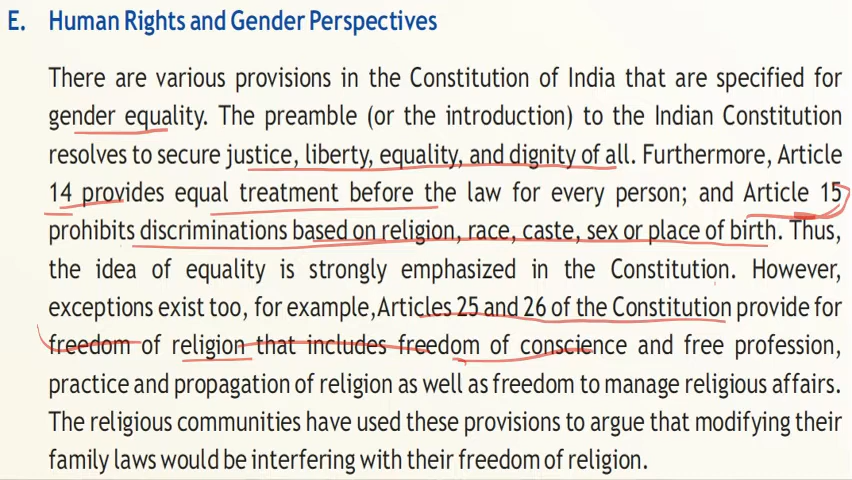 E. Human Rights and Gender Perspectives
There are various provisions in the Constitution of India that are specified for
gender equality. The preamble (or the introduction) to the Indian Constitution
resolves to secure justice, liberty, equality, and dignity of all. Furthermore, Article
14 provides equal treatment before the law for every person; and Article 15
prohibits discriminations based on religion, race, caste, sex or place of birth. Thus,
the idea of equality is strongly emphasized in the Constitution. However,
exceptions exist too, for example, Articles 25 and 26 of the Constitution provide for
freedom of religion that includes freedom of conscience and free profession,
practice and propagation of religion as well as freedom to manage religious affairs.
The religious communities have used these provisions to argue that modifying their
family laws would be interfering with their freedom of religion.